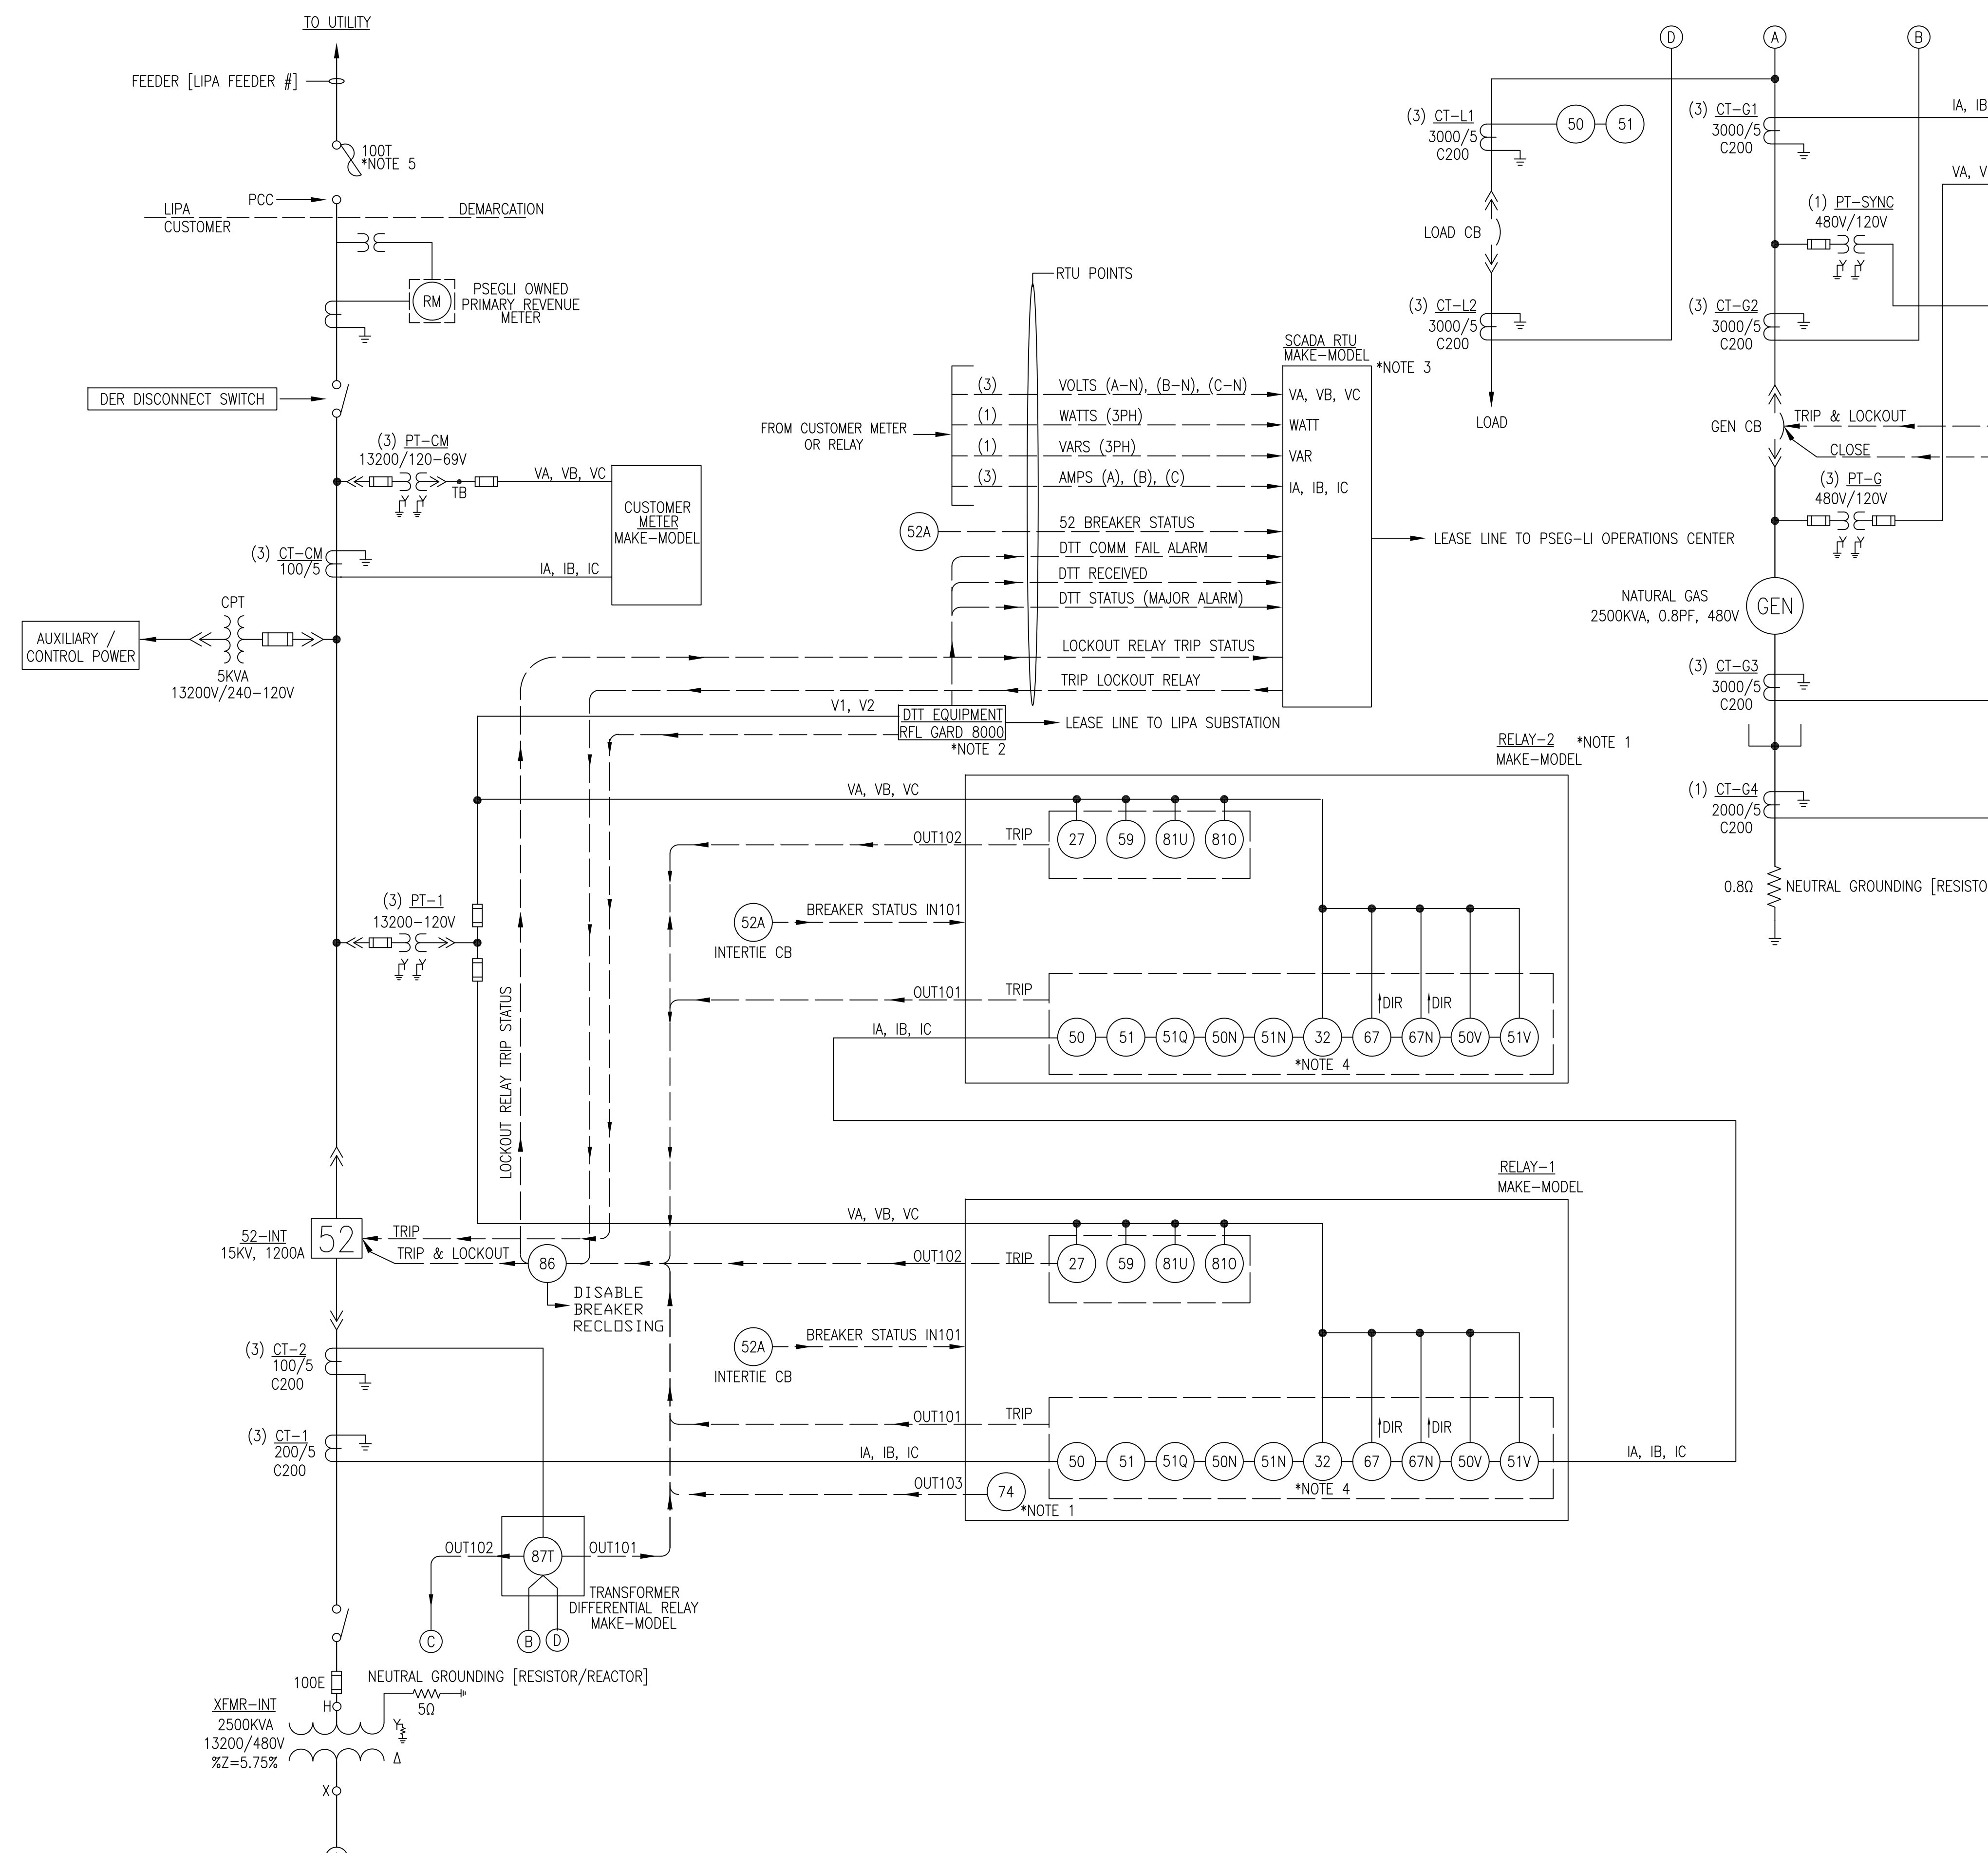 TO UTILITY
FEEDER [LIPA FEEDER #]
100T
*NOTE 5
PCC
LIPA
DEMARCATION
CUSTOMER
RM
PSEGLI OWNED
PRIMARY REVENUE
METER
DER DISCONNECT SWITCH
(3) PT-CM
13200/120-69V
Y Y
TB
VA, VB, VC
CUSTOMER
METER
MAKE-MODEL
(3) CT-CM
100/5
IA, IB, IC
CPT
AUXILIARY /
CONTROL POWER
5KVA
13200V/240-120V
(3) PT-1
13200-120V
Y Y
LOCKOUT RELAY TRIP STATUS
52-INT
15KV, 1200A
52
TRIP
TRIP & LOCKOUT
86
DISABLE
BREAKER
RECLOSING
(3) CT-2
100/5
C200
(3) CT-1
200/5
C200
OUT102
87T
OUT101
TRANSFORMER
DIFFERENTIAL RELAY
MAKE-MODEL
C
B
D
100E
NEUTRAL GROUNDING [RESISTOR/REACTOR]
5Ω
H
XFMR-INT
2500KVA
13200/480V
%Z=5.75%
Y
Δ
X
RTU POINTS
SCADA RTU
MAKE-MODEL
*NOTE 3
FROM CUSTOMER METER
OR RELAY
(3) VOLTS (A-N), (B-N), (C-N)
VA, VB, VC
(1) WATTS (3PH)
WATT
(1) VARS (3PH)
VAR
(3) AMPS (A), (B), (C)
IA, IB, IC
52A
52 BREAKER STATUS
DTT COMM FAIL ALARM
DTT RECEIVED
DTT STATUS (MAJOR ALARM)
LOCKOUT RELAY TRIP STATUS
TRIP LOCKOUT RELAY
LEASE LINE TO PSEG-LI OPERATIONS CENTER
V1, V2
DTT EQUIPMENT
RFL GARD 8000
*NOTE 2
LEASE LINE TO LIPA SUBSTATION
RELAY-2 *NOTE 1
MAKE-MODEL
VA, VB, VC
OUT102
TRIP
27 59 81U 81O
52A
BREAKER STATUS IN101
INTERTIE CB
OUT101
TRIP
DIR DIR
IA, IB, IC
50 51 51Q 50N 51N 32 67 67N 50V 51V
*NOTE 4
RELAY-1
MAKE-MODEL
VA, VB, VC
OUT102
TRIP
27 59 81U 81O
52A
BREAKER STATUS IN101
INTERTIE CB
OUT101
TRIP
DIR DIR
IA, IB, IC
50 51 51Q 50N 51N 32 67 67N 50V 51V
IA, IB, IC
*NOTE 4
OUT103
74
*NOTE 1
D
A
B
(3) CT-L1
3000/5
C200
50 51
LOAD CB
(3) CT-L2
3000/5
C200
LOAD
(3) CT-G1
3000/5
C200
IA, IB
VA, V
(1) PT-SYNC
480V/120V
Y Y
(3) CT-G2
3000/5
C200
GEN CB
TRIP & LOCKOUT
CLOSE
(3) PT-G
480V/120V
Y Y
NATURAL GAS
2500KVA, 0.8PF, 480V
GEN
(3) CT-G3
3000/5
C200
(1) CT-G4
2000/5
C200
0.8Ω
NEUTRAL GROUNDING [RESISTO